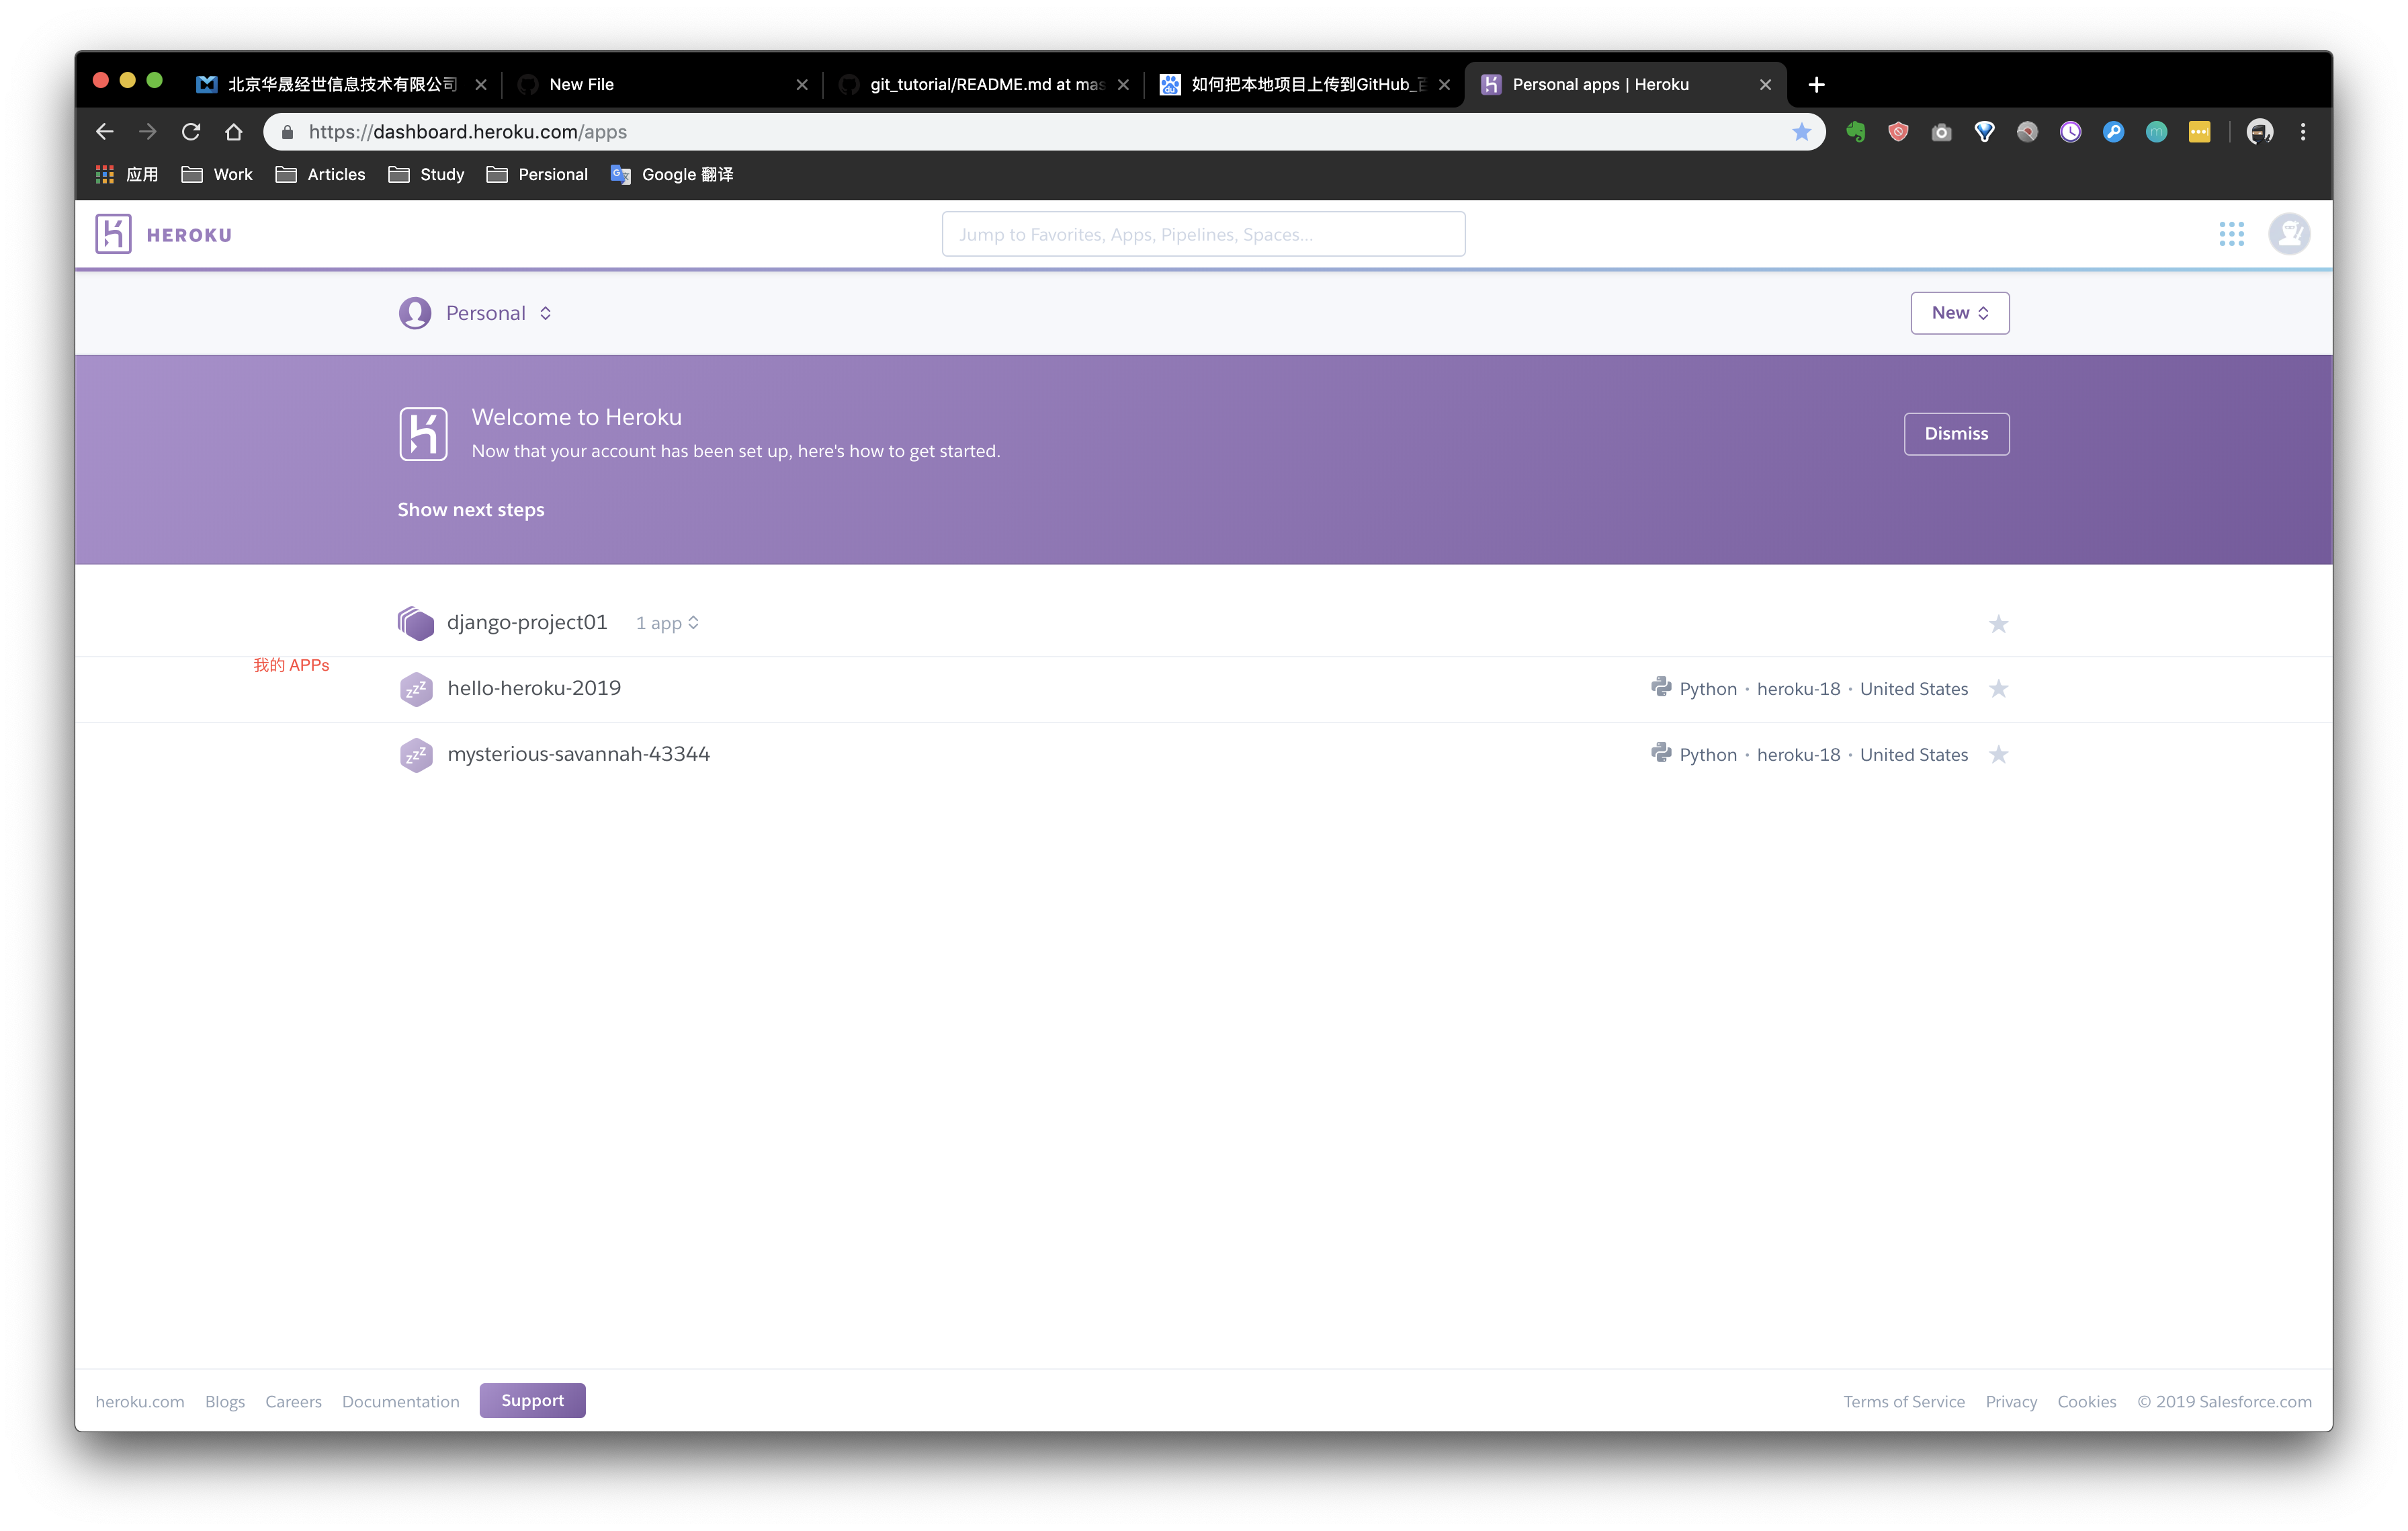 北京华晟经世信息技术有限公司
New File
git_tutorial/README.md at mas
如何把本地项目上传到GitHub_百
Personal apps | Heroku
https://dashboard.heroku.com/apps
应用
Work
Articles
Study
Persional
Google 翻译
HEROKU
Jump to Favorites, Apps, Pipelines, Spaces...
Personal
New
Welcome to Heroku
Now that your account has been set up, here's how to get started.
Dismiss
Show next steps
django-project01 1 app
我的 APPs
hello-heroku-2019
Python • heroku-18 • United States
mysterious-savannah-43344
Python • heroku-18 • United States
heroku.com Blogs Careers Documentation Support
Terms of Service Privacy Cookies © 2019 Salesforce.com